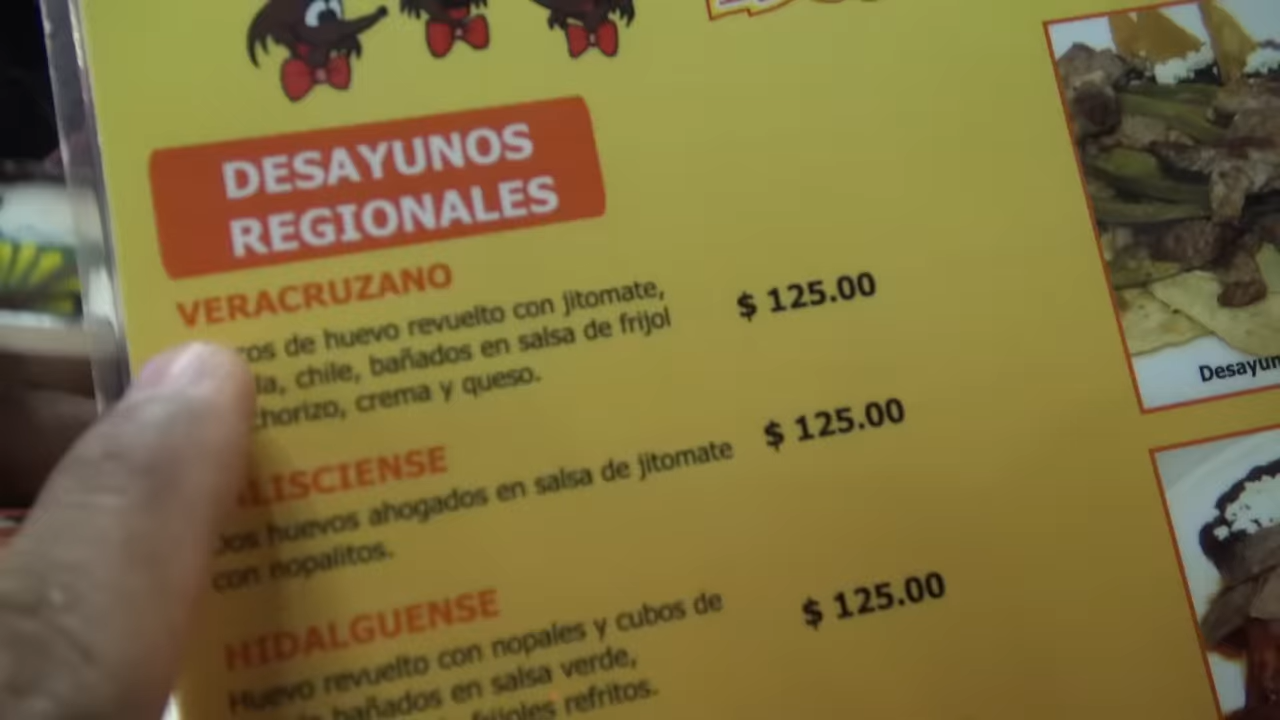 DESAYUNOS
REGIONALES
VERACRUZANO
de huevo revuelto con jitomate,
chile, bañados en salsa de frijol
chorizo, crema y queso.
$ 125.00
LISCIENSE
Dos huevos ahogados en salsa de jitomate
con nopalitos.
$ 125.00
HIDALGUENSE
Huevo revuelto con nopales y cubos de
bañados en salsa verde,
frijoles refritos.
$ 125.00
Desayun